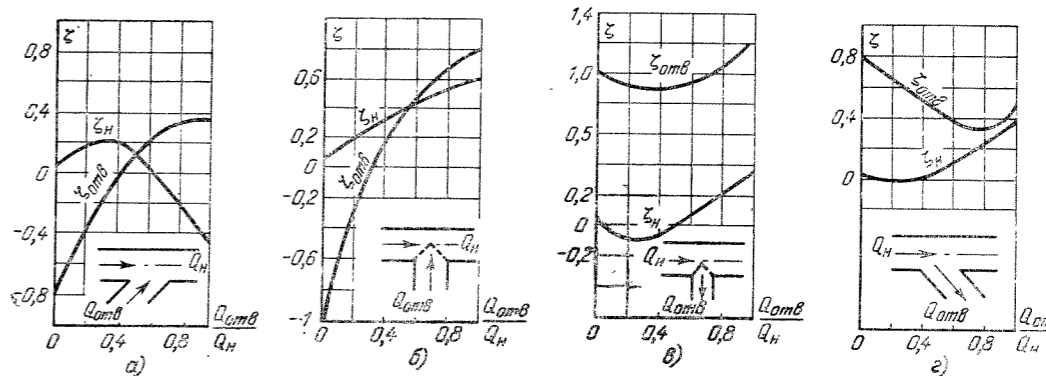 0,8
ζ
0,4
ζн
0
ζотв
-0,4
-0,8
Qн
Qотв
0
0,4
0,8
Qотв/Qн
а)
ζ
0,6
0,2
0
-0,2
-0,6
-1
ζн
ζотв
Qн
Qотв
0
0,4
0,8
Qотв/Qн
б)
1,4
ζ
1,0
ζотв
0,5
0,2
ζн
0
-0,2
Qн
Qотв
0
0,4
0,8
Qотв/Qн
в)
ζ
0,8
ζотв
0,4
ζн
0
Qн
Qотв
0
0,4
0,8
Qн
г)